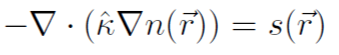 −∇ · (κ̂∇n(r⃗)) = s(r⃗)